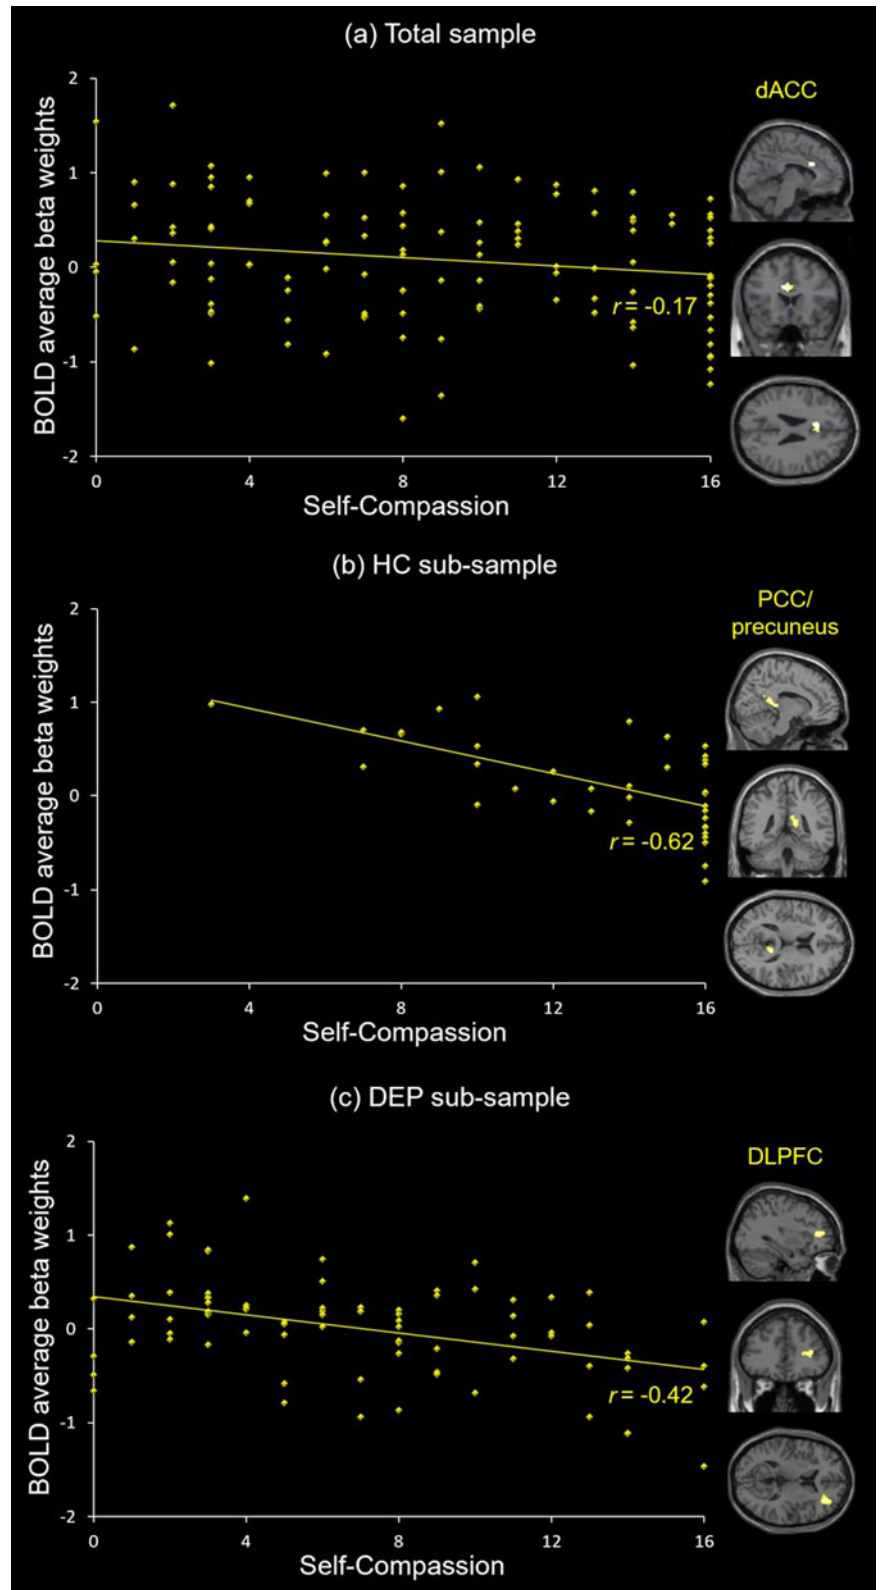 (a) Total sample
BOLD average beta weights
2
1
0
-1
-2
0
4
8
12
16
Self-Compassion
r = -0.17
dACC
(b) HC sub-sample
BOLD average beta weights
2
1
0
-1
-2
0
4
8
12
16
Self-Compassion
r = -0.62
PCC/
precuneus
(c) DEP sub-sample
BOLD average beta weights
2
1
0
-1
-2
0
4
8
12
16
Self-Compassion
r = -0.42
DLPFC